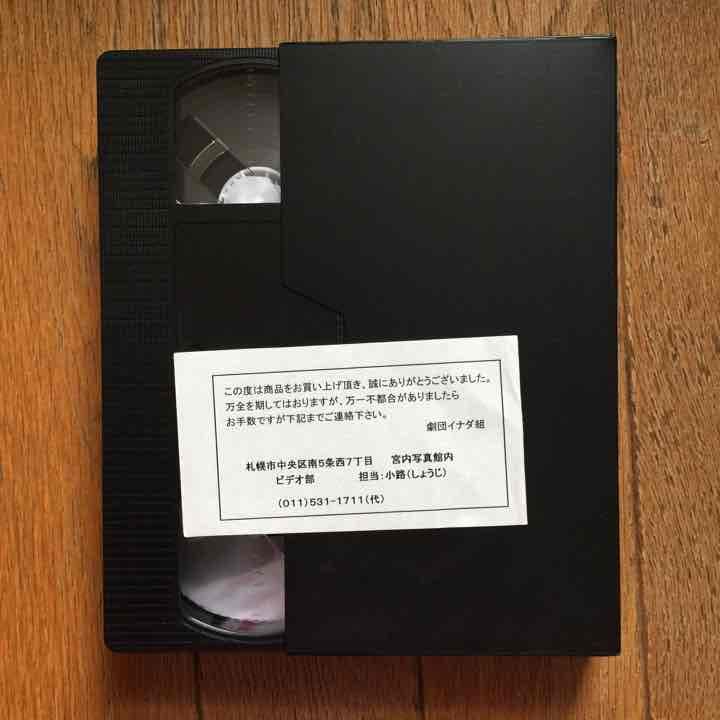 この度は商品をお買い上げ頂き、誠にありがとうございました。
万全を期してはおりますが、万一不都合がありましたら
お手数ですが下記までご連絡下さい。
劇団イナダ組
札幌市中央区南5条西7丁目　宮内写真館内
ビデオ部　担当:小路(しょうじ)
(011)531-1711(代)